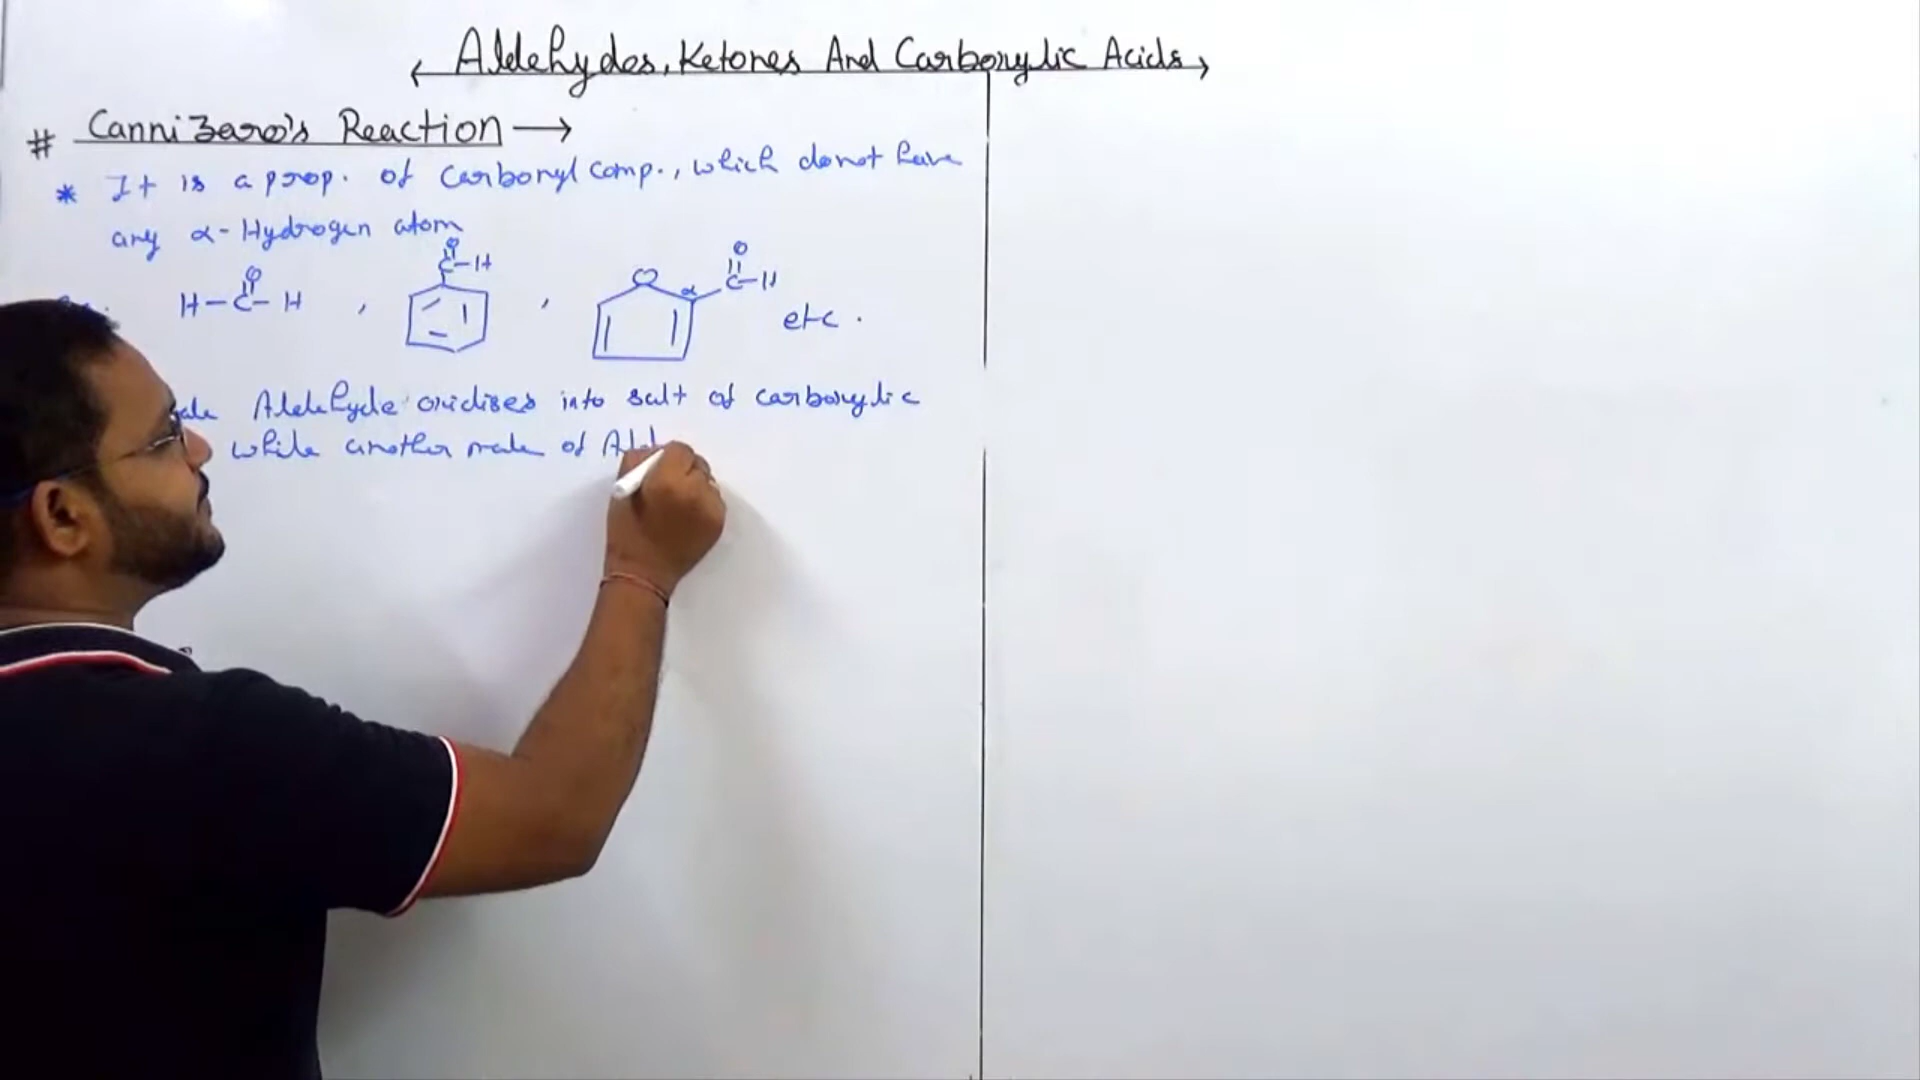 Aldehydes, Ketones And Carboxylic Acids
# Cannizaro's Reaction →
* It is a prop. of Carbonyl Comp., which donot have
any α-Hydrogen atom
H-C-H , C-H , α C-H etc.
O O O O
Aldehyde oxidises into salt of carboxylic
while another mole of Ald